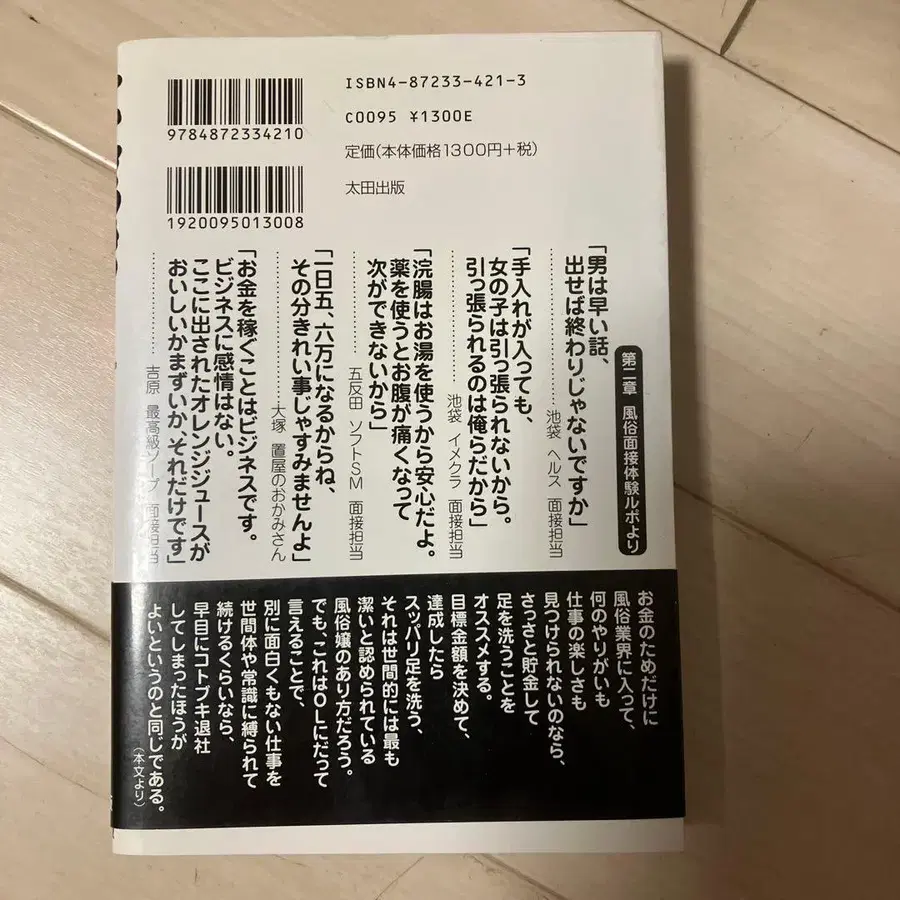 ISBN4-87233-421-3
C0095 ¥1300E
定価(本体価格1300円+税)
太田出版
9784872334210
1920095013008
第二章 風俗面接体験ルポより
「男は早い話、
出せば終わりじゃないですか」
池袋 ヘルス 面接担当
「手入れが入っても、
女の子は引っ張られないから。
引っ張られるのは俺らだから」
池袋 イメクラ 面接担当
「浣腸はお湯を使うから安心だよ。
薬を使うとお腹が痛くなって
次ができないから」
五反田 ソフトSM 面接担当
「一日五、六万になるからね、
その分きれい事じゃすみませんよ」
大塚 置屋のおかみさん
「お金を稼ぐことはビジネスです。
ビジネスに感情はない。
ここに出されたオレンジジュースが
おいしいかまずいか、それだけです」
吉原 最高級ソープ 面接担当
お金のためだけに
風俗業界に入って、
何のやりがいも
仕事の楽しさも
見つけられないのなら、
さっさと貯金して
足を洗うことを
オススメする。
目標金額を決めて、
達成したら
スッパリ足を洗う、
それは世間的には最も
潔いと認められている
風俗嬢のあり方だろう。
でも、これはOLにだって
言えることで、
別に面白くもない仕事を
世間体や常識に縛られて
続けるくらいなら、
早目にコトブキ退社
してしまったほうが
よいというのと同じである。
(本文より)